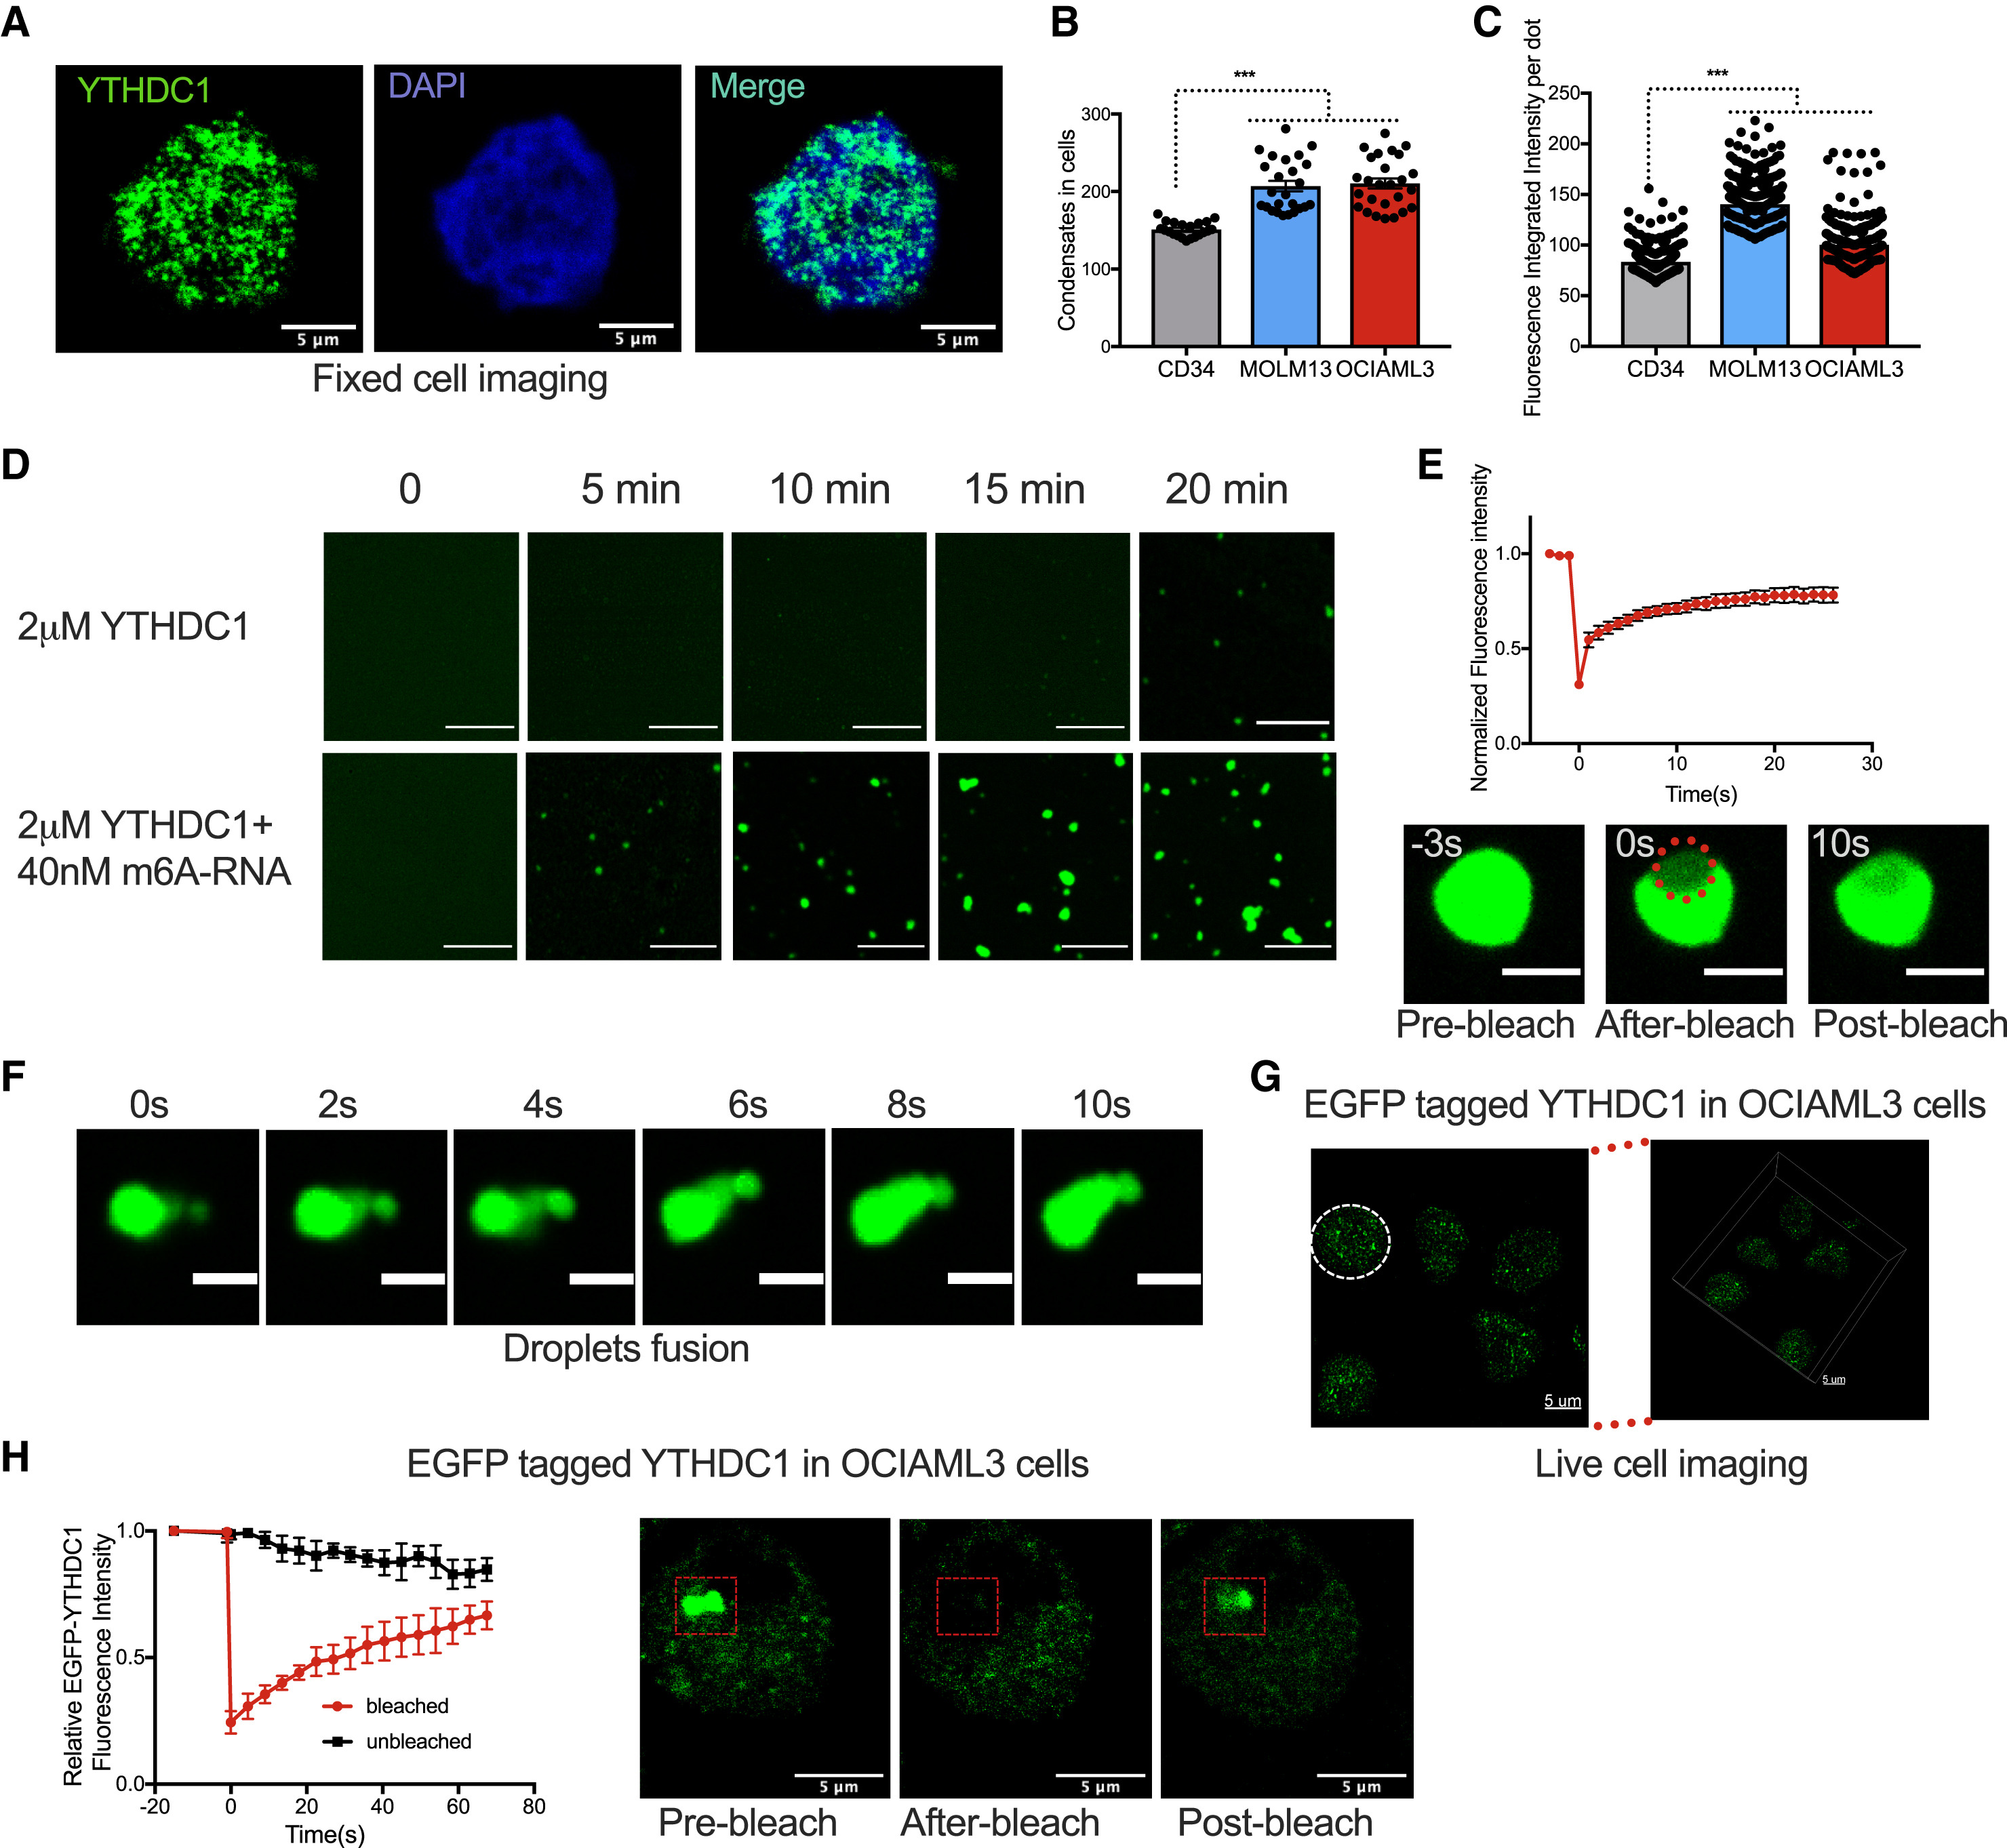 A
YTHDC1
DAPI
Merge
5 µm
5 µm
5 µm
Fixed cell imaging
B
***
Condensates in cells
300
200
100
0
CD34
MOLM13
OCIAML3
C
***
Fluorescence Integrated Intensity per dot
250
200
150
100
50
0
CD34
MOLM13
OCIAML3
D
0
5 min
10 min
15 min
20 min
2µM YTHDC1
2µM YTHDC1+
40nM m6A-RNA
E
Normalized Fluorescence intensity
1.0
0.5
0.0
0
10
20
30
Time(s)
-3s
0s
10s
Pre-bleach
After-bleach
Post-bleach
F
0s
2s
4s
6s
8s
10s
Droplets fusion
G
EGFP tagged YTHDC1 in OCIAML3 cells
5 um
5 um
Live cell imaging
H
EGFP tagged YTHDC1 in OCIAML3 cells
Relative EGFP-YTHDC1
Fluorescence Intensity
1.0
0.5
0.0
bleached
unbleached
-20
0
20
40
60
80
Time(s)
5 µm
5 µm
5 µm
Pre-bleach
After-bleach
Post-bleach